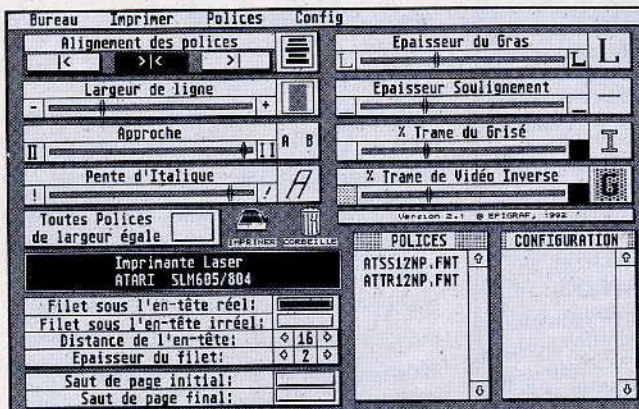 Bureau Imprimer Polices Config
Alignement des polices
|< >|< >|
Largeur de ligne
- +
Approche
II II A B
Pente d'Italique
! / A
Toutes Polices
de largeur égale
IMPRIMER CORBEILLE
Imprimante Laser
ATARI SLM605/804
Filet sous l'en-tête réel:
Filet sous l'en-tête irréel:
Distance de l'en-tête: 16
Epaisseur du filet: 2
Saut de page initial:
Saut de page final:
Epaisseur du Gras
L L L
Epaisseur Soulignement
% Trame du Grisé
I
% Trame de Vidéo Inverse
G
Version 2.1 @ EPIGRAF, 1992
POLICES
ATSS12NP.FNT
ATTR12NP.FNT
CONFIGURATION